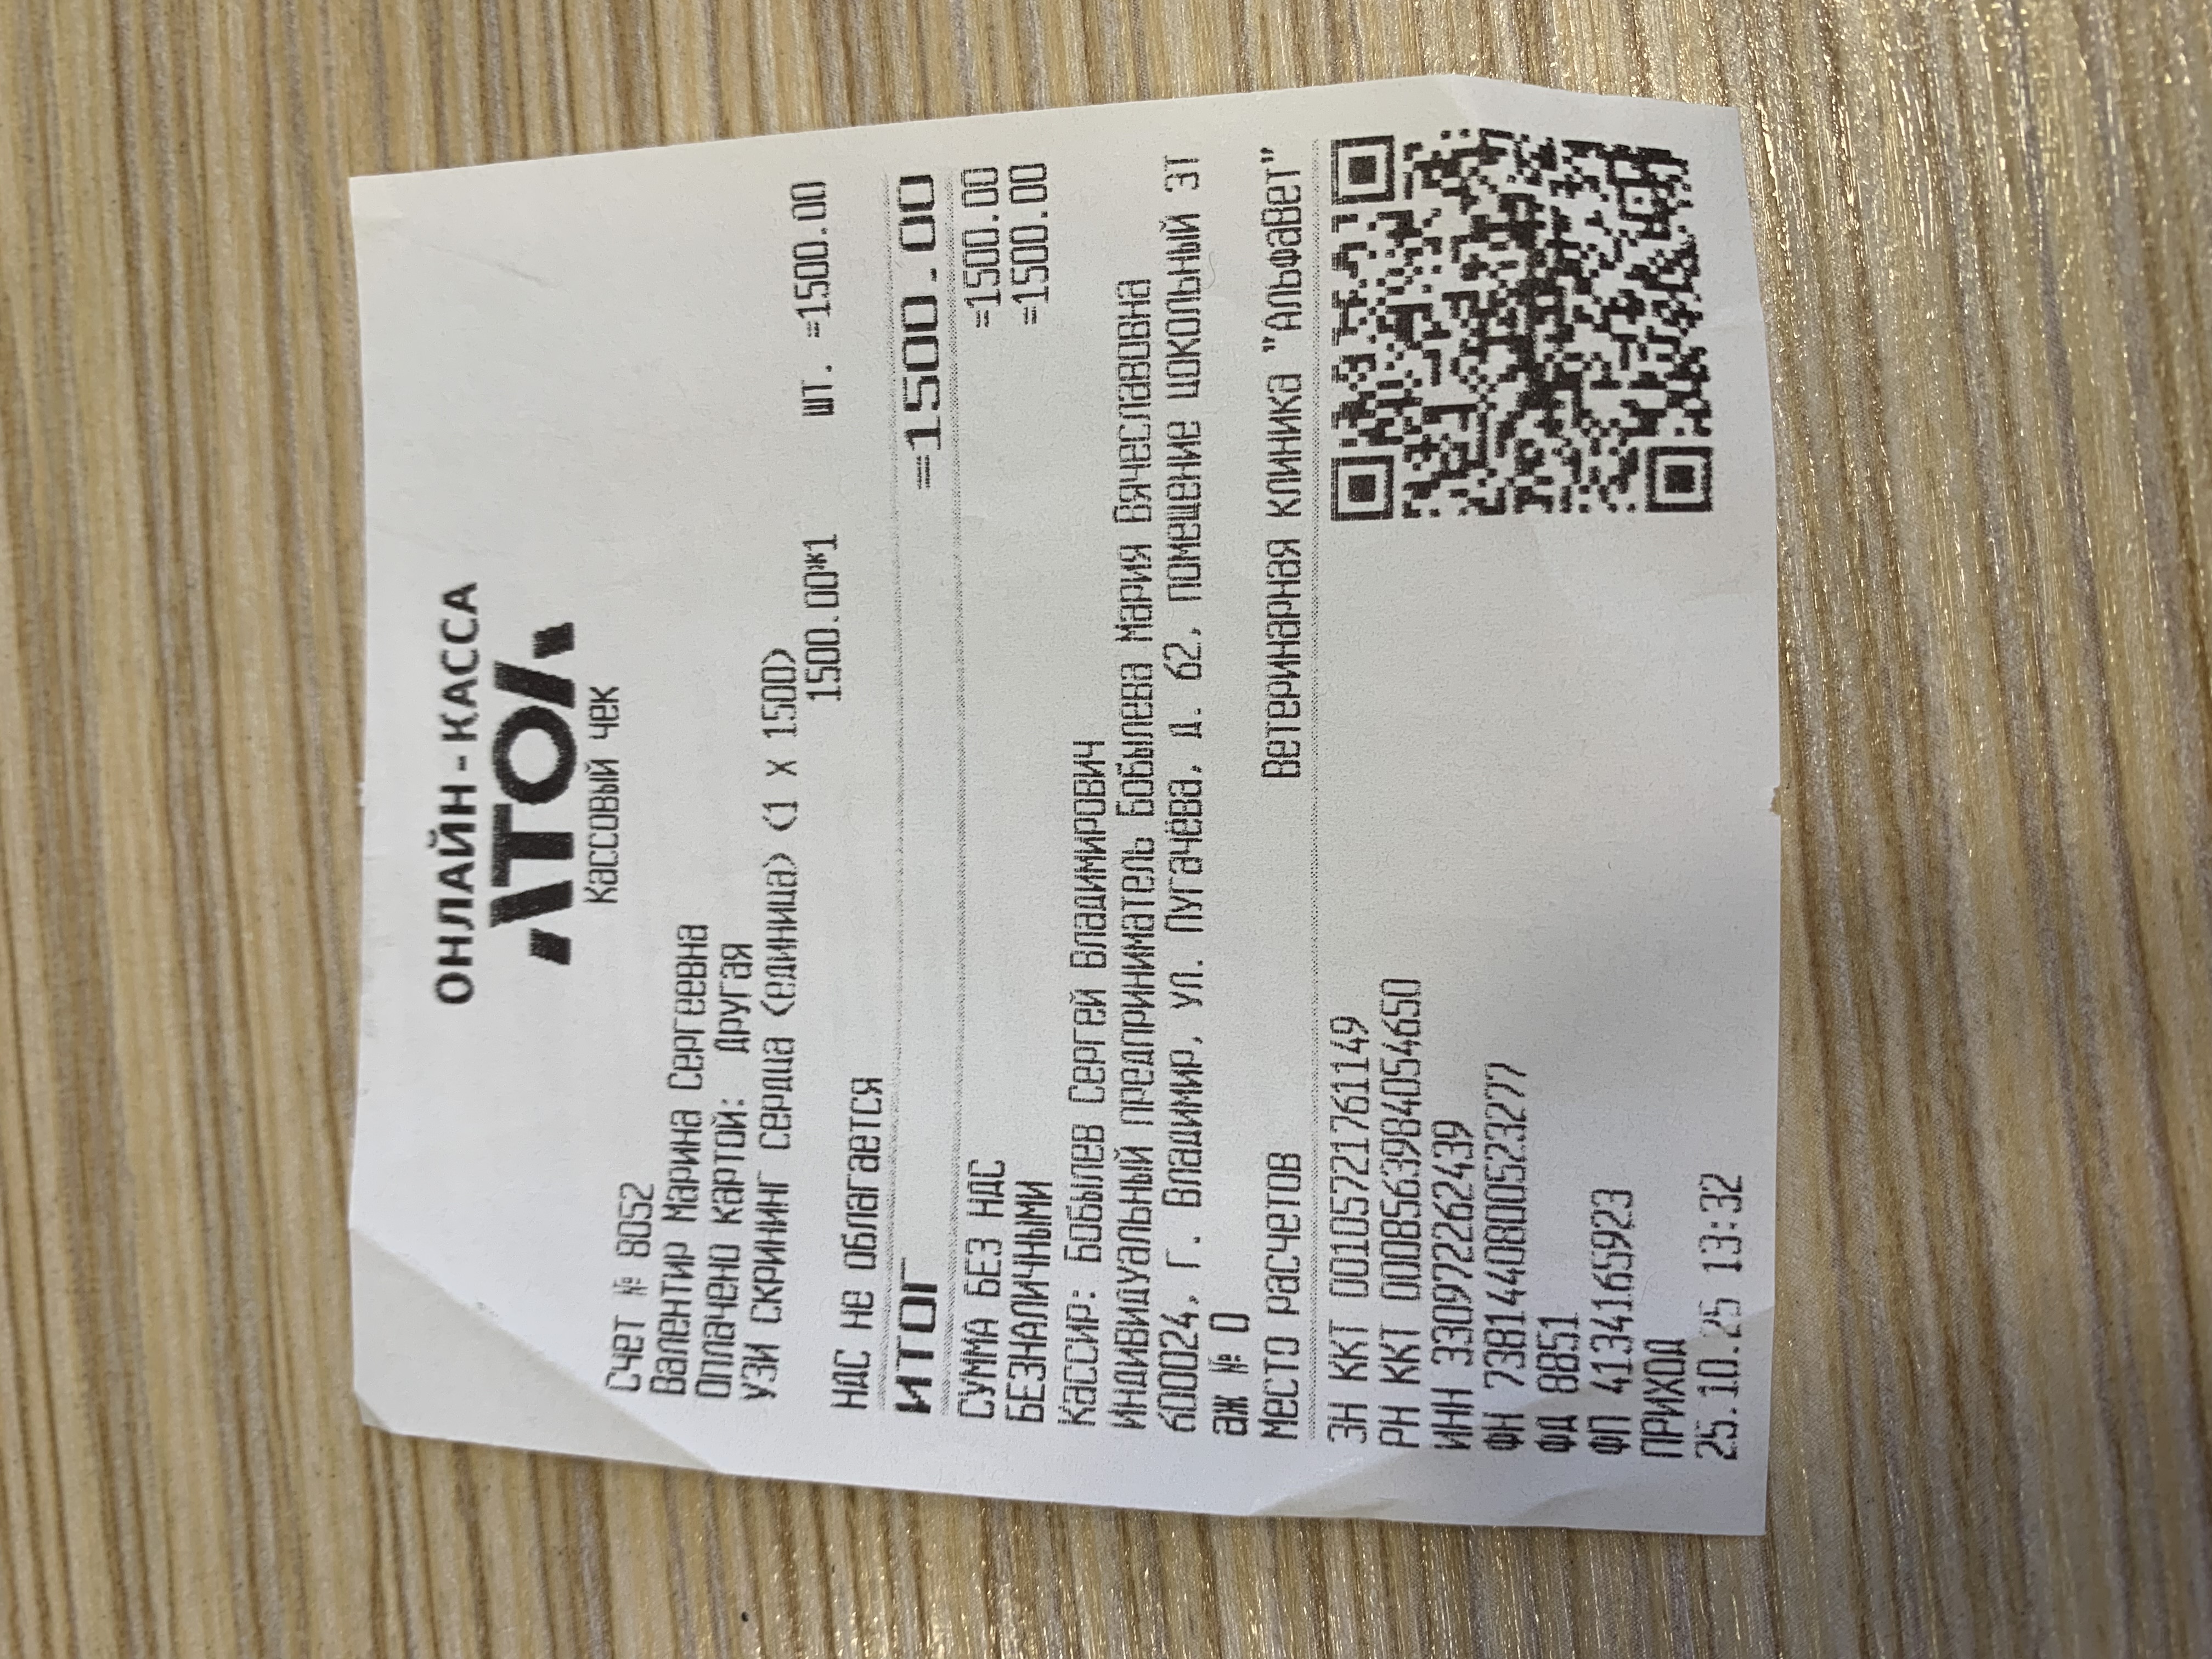 ОНЛАЙН-КАССА
АТОЛ
Кассовый чек
Счет № 8052
Валентир Марина Сергеевна
Оплачено картой: другая
УЗИ скрининг сердца (единица) (1 X 1500)
1500.00*1 шт. =1500.00
НДС не облагается
ИТОГ =1500.00
СУММА БЕЗ НДС =1500.00
БЕЗНАЛИЧНЫМИ =1500.00
Кассир: Бобылев Сергей Владимирович
Индивидуальный предприниматель Бобылева Мария Вячеславовна
600024, Г. Владимир, ул. Пугачёва, д. 62, помещение цокольный эт
аж № 0
Место расчетов Ветеринарная клиника "АльфаВет"
ЗН ККТ 00105721761149
РН ККТ 0008563984054650
ИНН 330972262439
ФН 7381440800523277
ФД 8851
ФП 4134165923
ПРИХОД
25.10.25 13:32